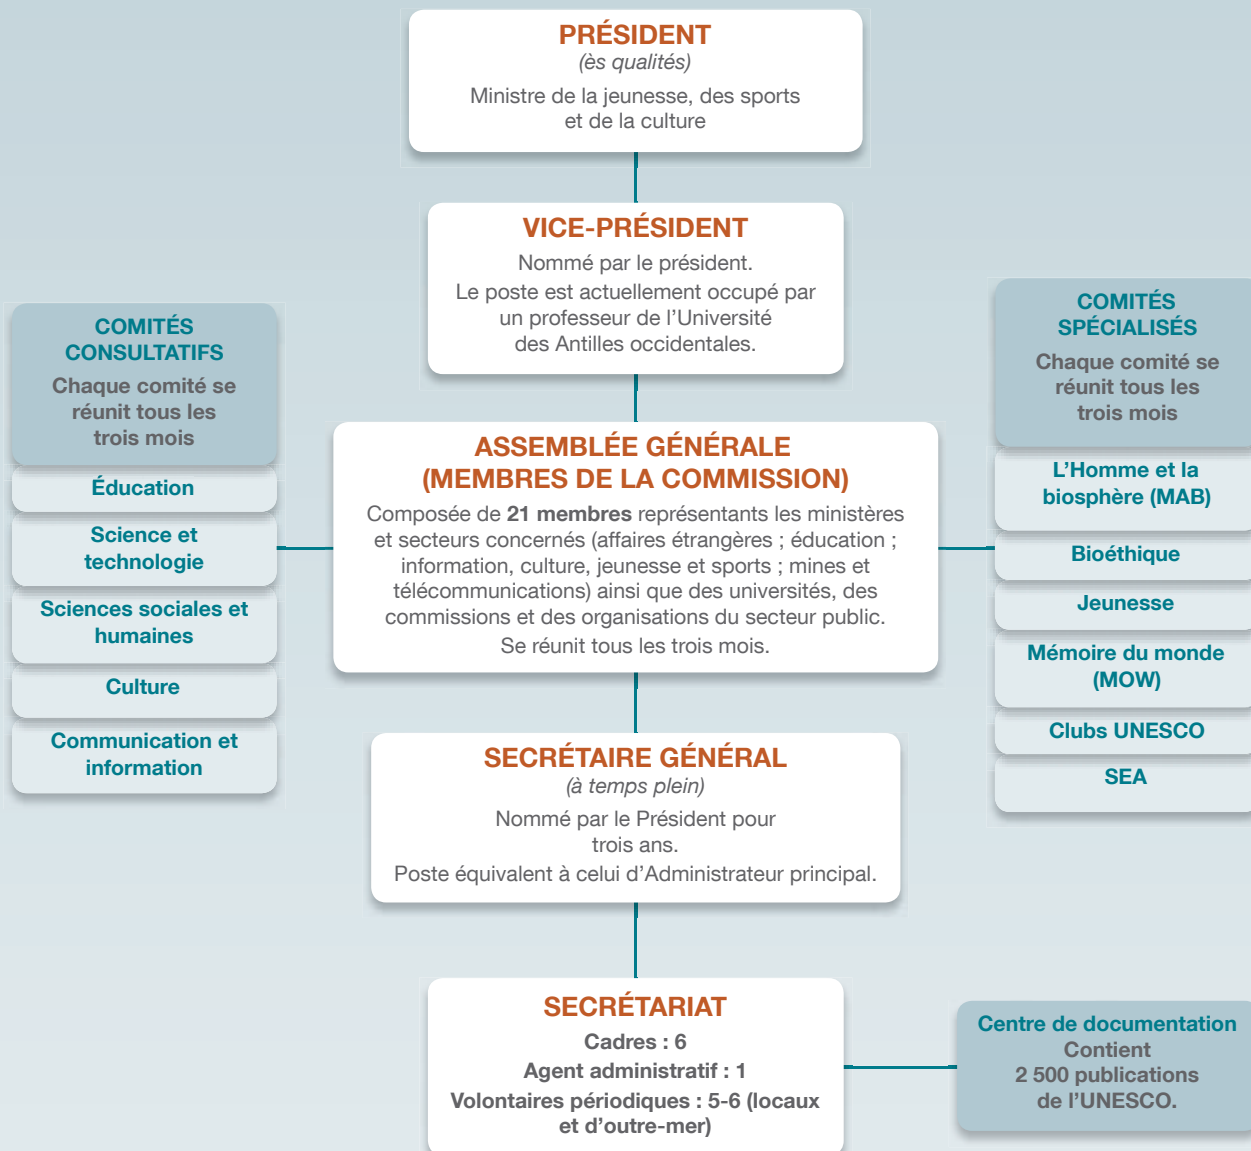 PRÉSIDENT
(ès qualités)
Ministre de la jeunesse, des sports
et de la culture
VICE-PRÉSIDENT
Nommé par le président.
Le poste est actuellement occupé par
un professeur de l'Université
des Antilles occidentales.
COMITÉS
CONSULTATIFS
Chaque comité se
réunit tous les
trois mois
Éducation
Science et
technologie
Sciences sociales et
humaines
Culture
Communication et
information
ASSEMBLÉE GÉNÉRALE
(MEMBRES DE LA COMMISSION)
Composée de 21 membres représentants les ministères
et secteurs concernés (affaires étrangères ; éducation ;
information, culture, jeunesse et sports ; mines et
télécommunications) ainsi que des universités, des
commissions et des organisations du secteur public.
Se réunit tous les trois mois.
COMITÉS
SPÉCIALISÉS
Chaque comité se
réunit tous les
trois mois
L'Homme et la
biosphère (MAB)
Bioéthique
Jeunesse
Mémoire du monde
(MOW)
Clubs UNESCO
SEA
SECRÉTAIRE GÉNÉRAL
(à temps plein)
Nommé par le Président pour
trois ans.
Poste équivalent à celui d'Administrateur principal.
SECRÉTARIAT
Cadres : 6
Agent administratif : 1
Volontaires périodiques : 5-6 (locaux
et d'outre-mer)
Centre de documentation
Contient
2 500 publications
de l'UNESCO.